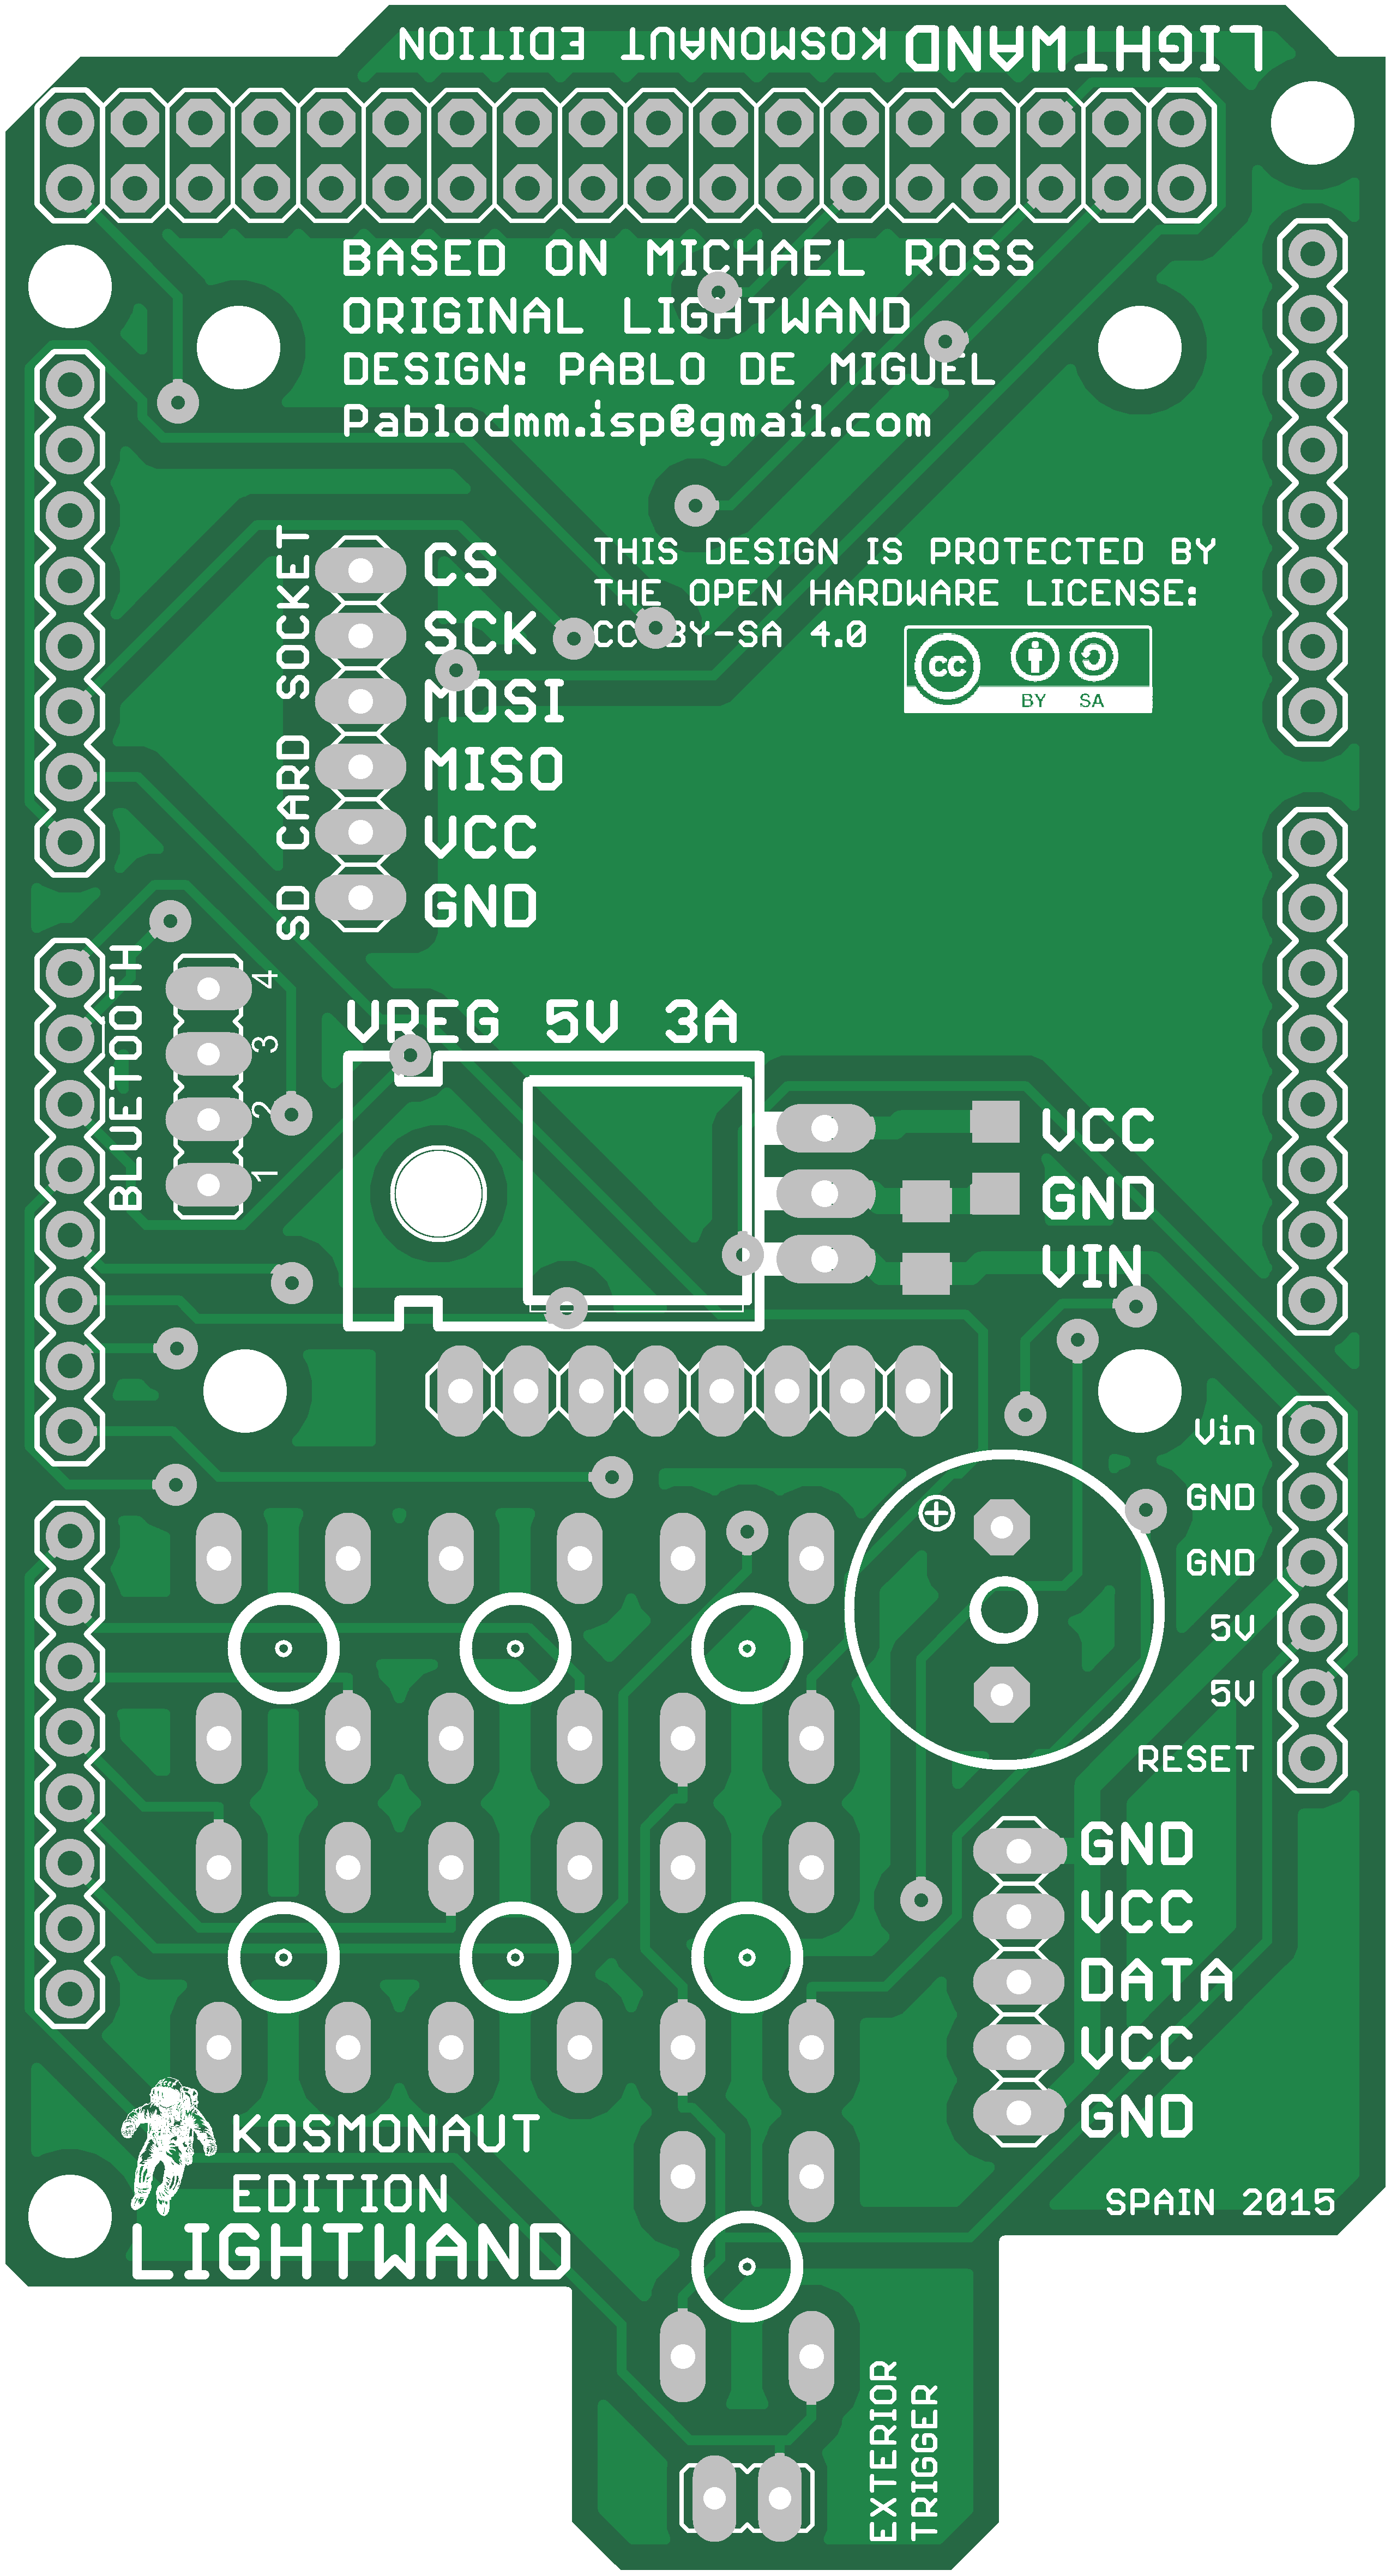 LIGHTWAND KOSMONAUT EDITION
BASED ON MICHAEL ROSS
ORIGINAL LIGHTWAND
DESIGN: PABLO DE MIGUEL
Pablodmm.isp@gmail.com
THIS DESIGN IS PROTECTED BY
THE OPEN HARDWARE LICENSE:
CC BY-SA 4.0
cc
BY SA
SD CARD SOCKET
CS
SCK
MOSI
MISO
VCC
GND
BLUETOOTH
4
3
2
1
VREG 5V 3A
VCC
GND
VIN
Vin
GND
GND
5V
5V
RESET
+
GND
VCC
DATA
VCC
GND
KOSMONAUT
EDITION
LIGHTWAND
SPAIN 2015
EXTERIOR
TRIGGER